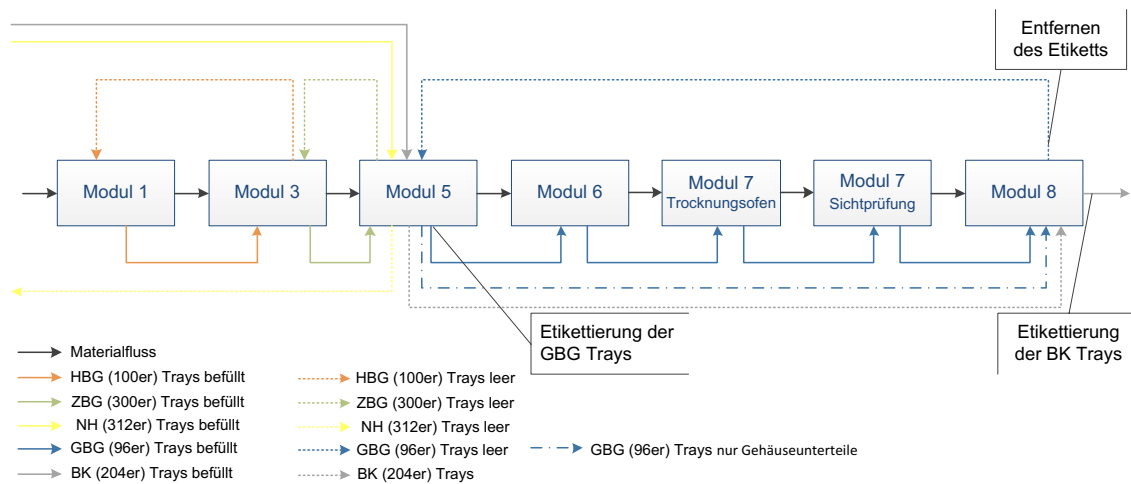 Entfernen
des Etiketts
Modul 1
Modul 3
Modul 5
Modul 6
Modul 7
Trocknungsofen
Modul 7
Sichtprüfung
Modul 8
Etikettierung der
GBG Trays
Etikettierung
der BK Trays
Materialfluss
HBG (100er) Trays befüllt
HBG (100er) Trays leer
ZBG (300er) Trays befüllt
ZBG (300er) Trays leer
NH (312er) Trays befüllt
NH (312er) Trays leer
GBG (96er) Trays befüllt
GBG (96er) Trays leer
GBG (96er) Trays nur Gehäuseunterteile
BK (204er) Trays befüllt
BK (204er) Trays